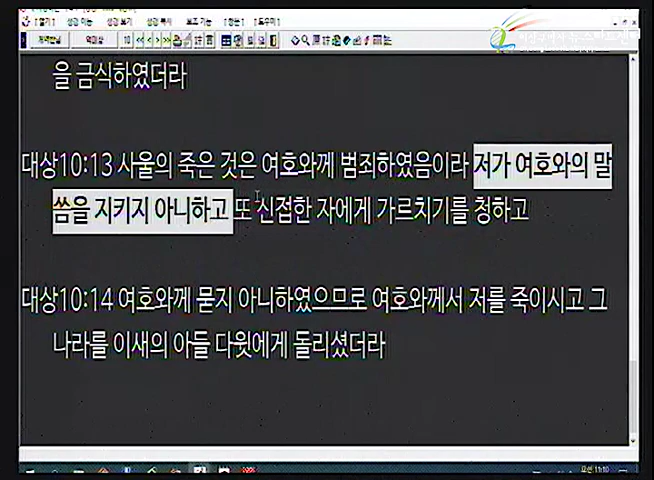 을 금식하였더라
대상10:13 사울의 죽은 것은 여호와께 범죄하였음이라 저가 여호와의 말
씀을 지키지 아니하고 또 신접한 자에게 가르치기를 청하고
대상10:14 여호와께 묻지 아니하였으므로 여호와께서 저를 죽이시고 그
나라를 이새의 아들 다윗에게 돌리셨더라